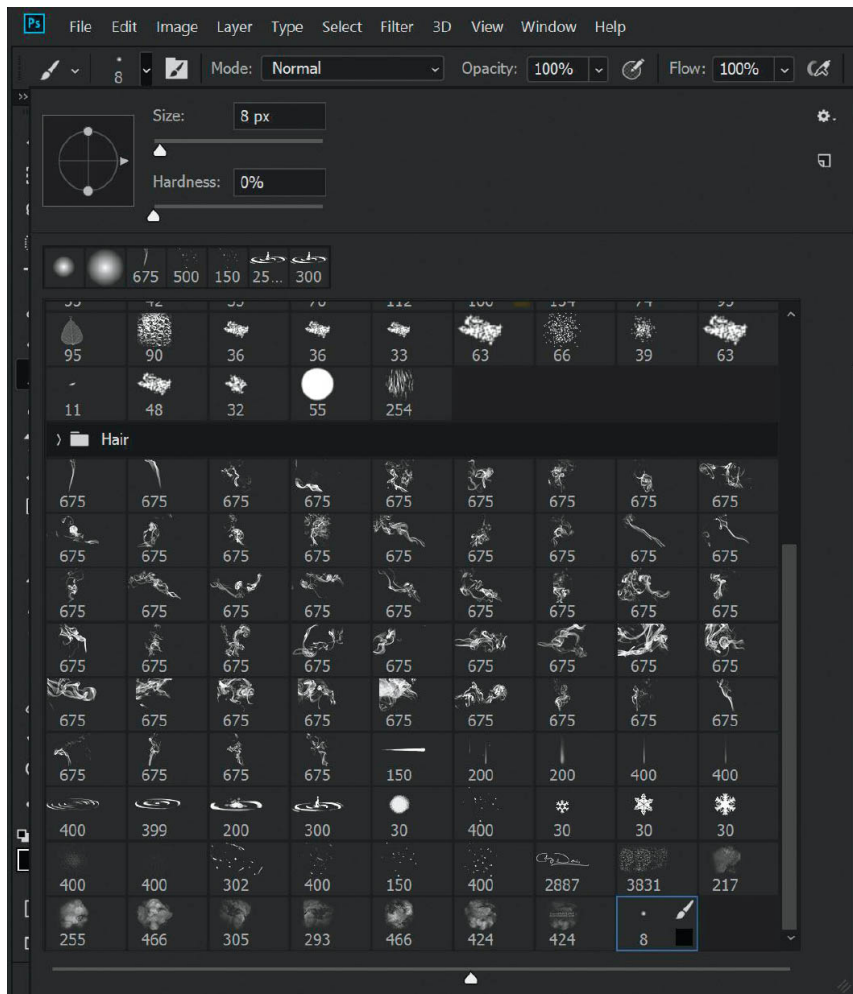 Ps File Edit Image Layer Type Select Filter 3D View Window Help
8 Mode: Normal Opacity: 100% Flow: 100%
Size: 8 px
Hardness: 0%
675 500 150 25... 300
95 90 36 36 33 63 66 39 63
11 48 32 55 254
Hair
675 675 675 675 675 675 675 675 675
675 675 675 675 675 675 675 675 675
675 675 675 675 675 675 675 675 675
675 675 675 675 675 675 675 675 675
675 675 675 675 675 675 675 675 675
675 675 675 675 150 200 200 400 400
400 399 200 300 30 400 30 30 30
400 400 302 400 150 400 2887 3831 217
255 466 305 293 466 424 424 8